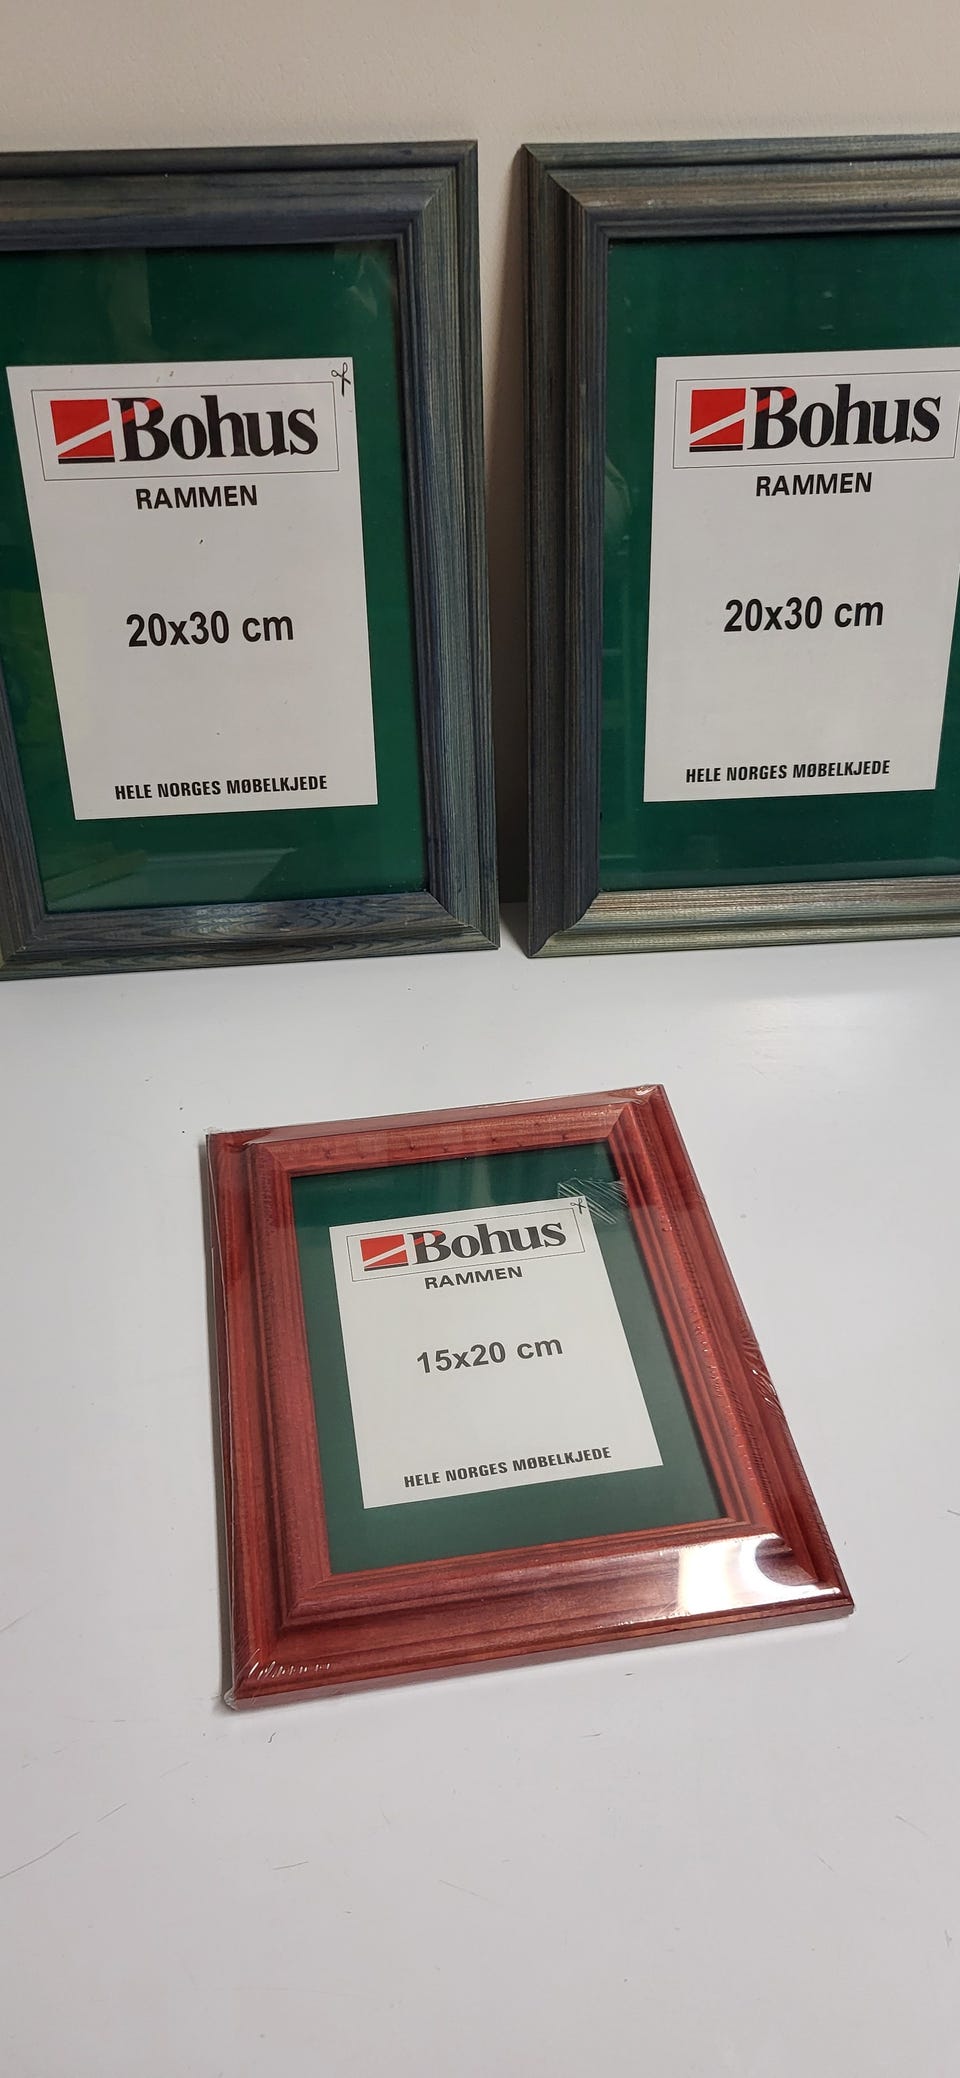 Bohus
RAMMEN
20x30 cm
HELE NORGES MØBELKJEDE
Bohus
RAMMEN
20x30 cm
HELE NORGES MØBELKJEDE
Bohus
RAMMEN
15x20 cm
HELE NORGES MØBELKJEDE